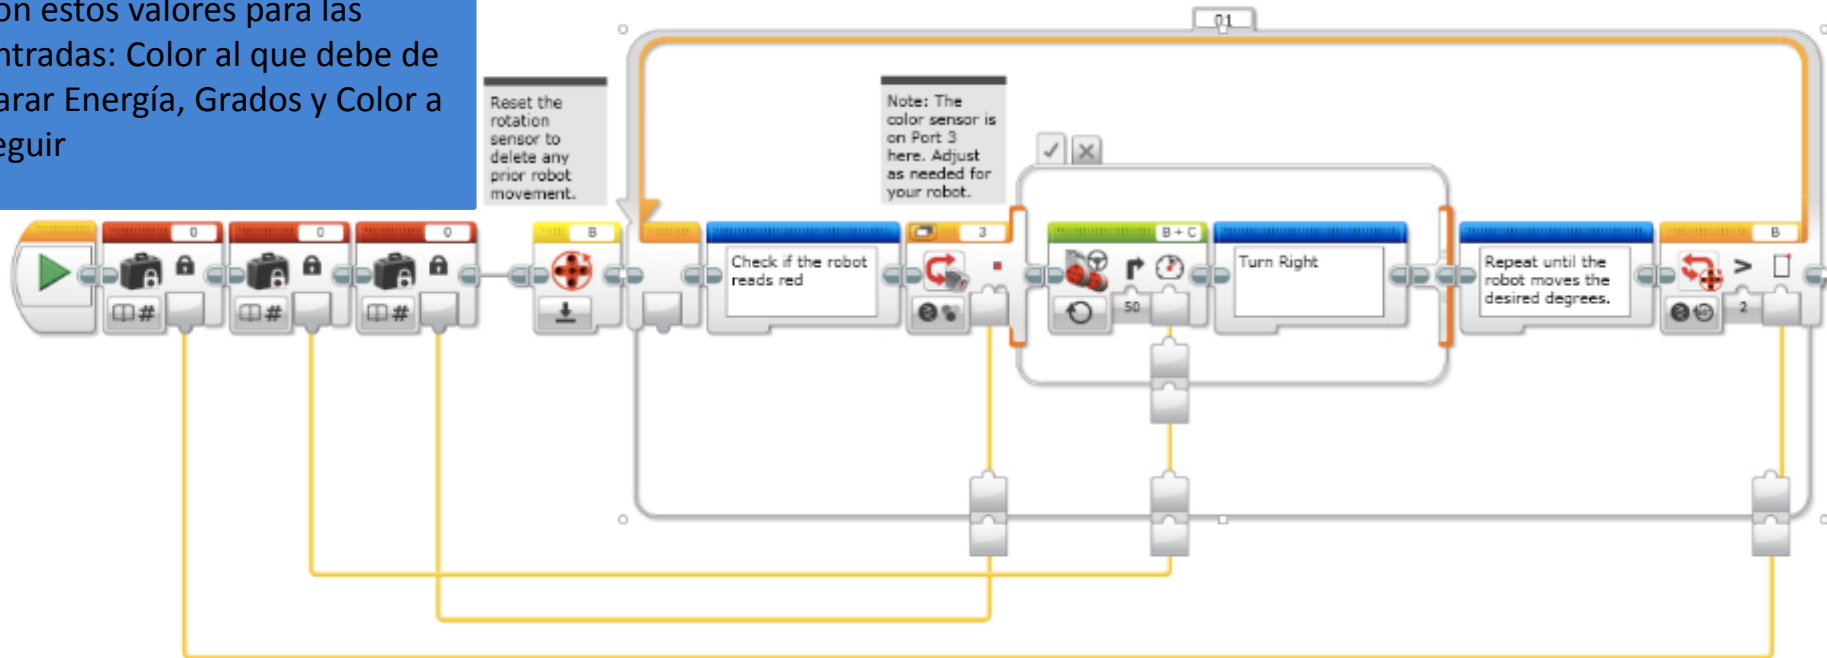 on estos valores para las
ntradas: Color al que debe de
arar Energía, Grados y Color a
eguir
01
Reset the
rotation
sensor to
delete any
prior robot
movement.
Note: The
color sensor is
on Port 3
here. Adjust
as needed for
your robot.
0
0
0
B
3
B + C
B
Check if the robot
reads red
Turn Right
Repeat until the
robot moves the
desired degrees.
#
#
#
50
>
2